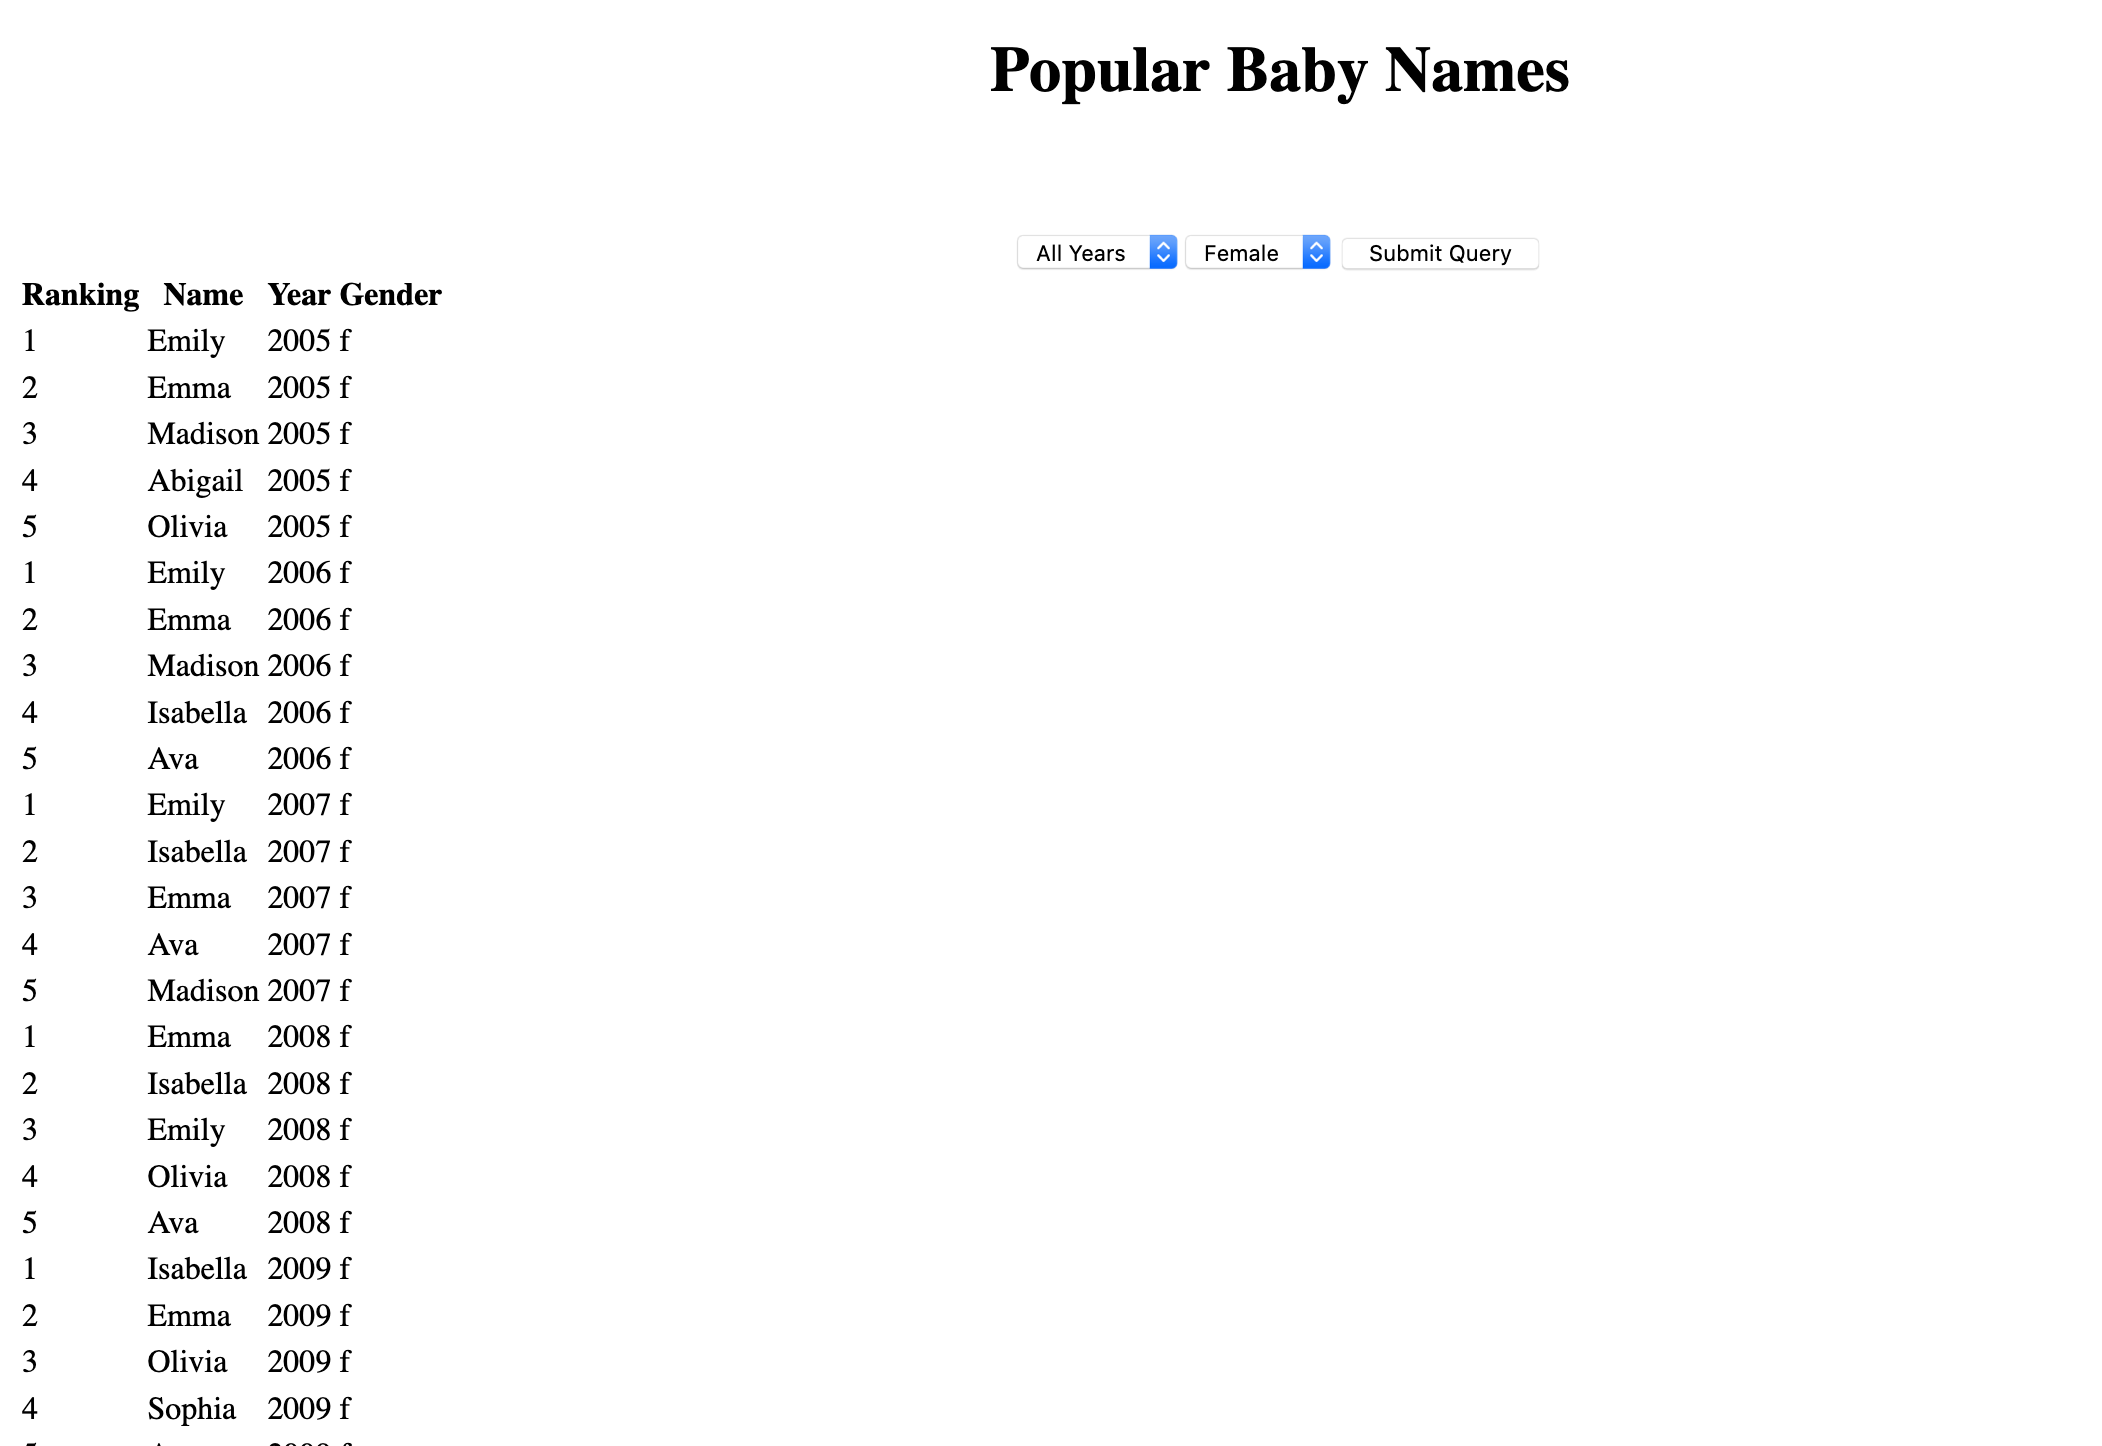 Popular Baby Names
All Years Female Submit Query
Ranking Name Year Gender
1 Emily 2005 f
2 Emma 2005 f
3 Madison 2005 f
4 Abigail 2005 f
5 Olivia 2005 f
1 Emily 2006 f
2 Emma 2006 f
3 Madison 2006 f
4 Isabella 2006 f
5 Ava 2006 f
1 Emily 2007 f
2 Isabella 2007 f
3 Emma 2007 f
4 Ava 2007 f
5 Madison 2007 f
1 Emma 2008 f
2 Isabella 2008 f
3 Emily 2008 f
4 Olivia 2008 f
5 Ava 2008 f
1 Isabella 2009 f
2 Emma 2009 f
3 Olivia 2009 f
4 Sophia 2009 f